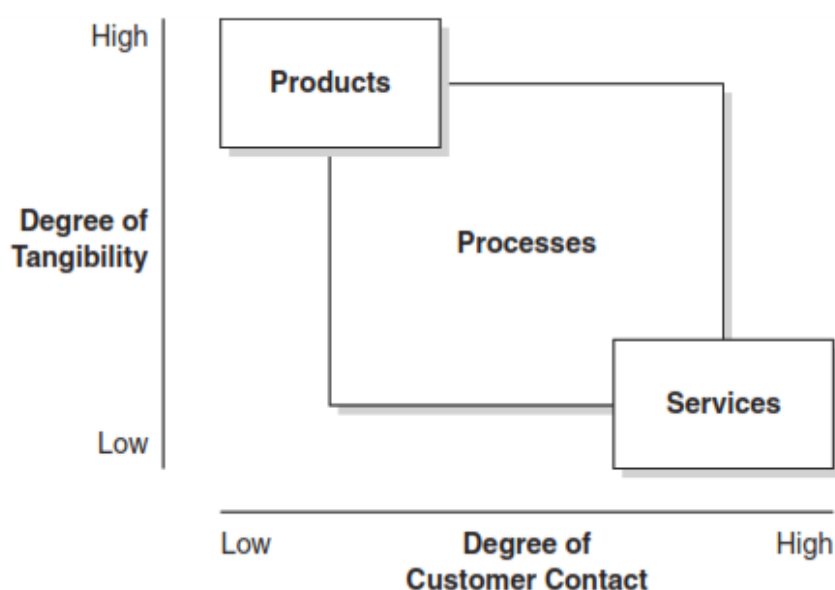 High
Products
Degree of
Tangibility
Processes
Services
Low
Low
Degree of
Customer Contact
High